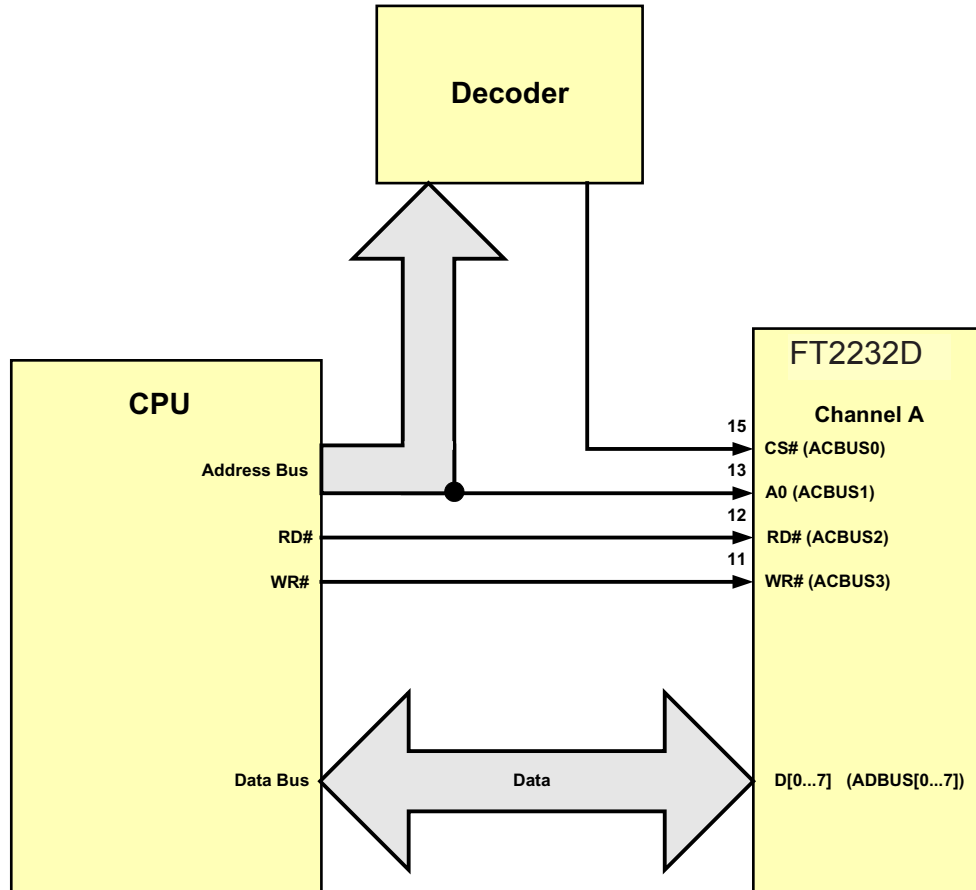 Decoder
FT2232D
CPU
Channel A
15
CS# (ACBUS0)
Address Bus
13
A0 (ACBUS1)
12
RD#
RD# (ACBUS2)
11
WR#
WR# (ACBUS3)
Data Bus
Data
D[0...7] (ADBUS[0...7])